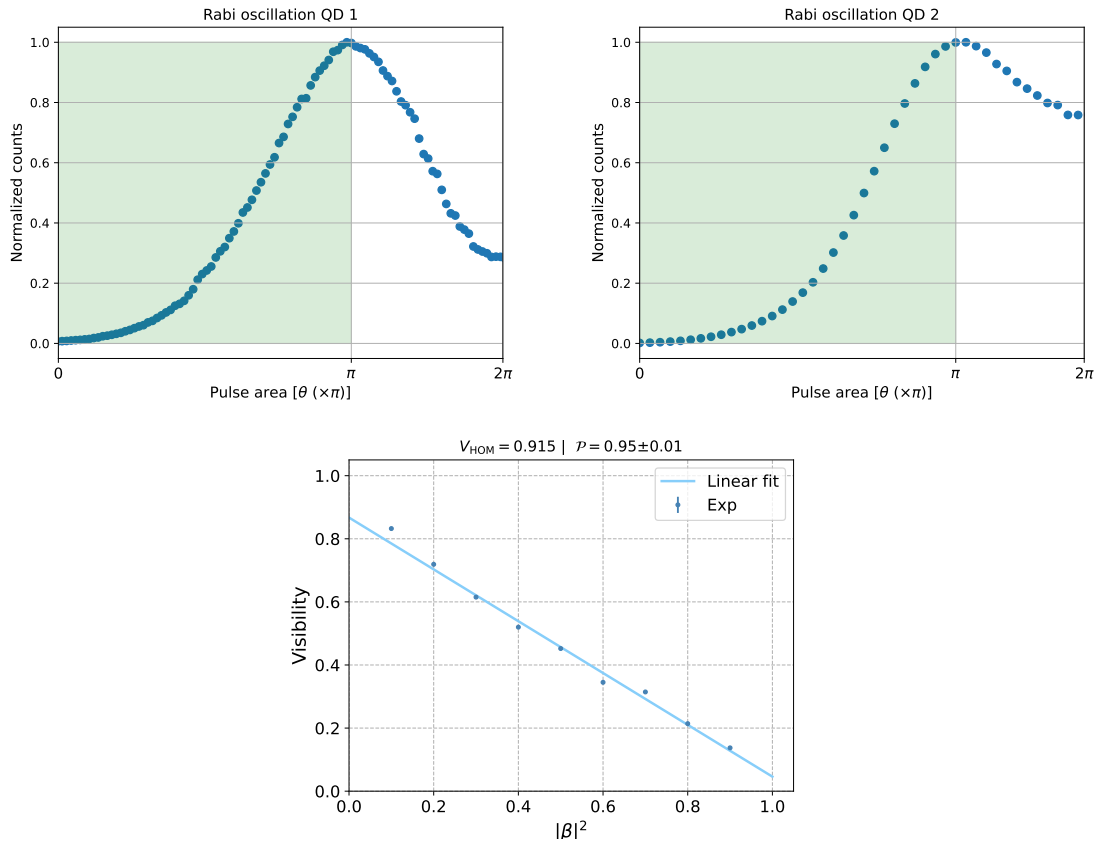 Rabi oscillation QD 1
Normalized counts
1.0
0.8
0.6
0.4
0.2
0.0
0
π
2π
Pulse area [θ (×π)]
Rabi oscillation QD 2
Normalized counts
1.0
0.8
0.6
0.4
0.2
0.0
0
π
2π
Pulse area [θ (×π)]
V_HOM = 0.915 | 𝒫 = 0.95±0.01
Visibility
1.0
0.8
0.6
0.4
0.2
0.0
Linear fit
Exp
0.0
0.2
0.4
0.6
0.8
1.0
|β|²